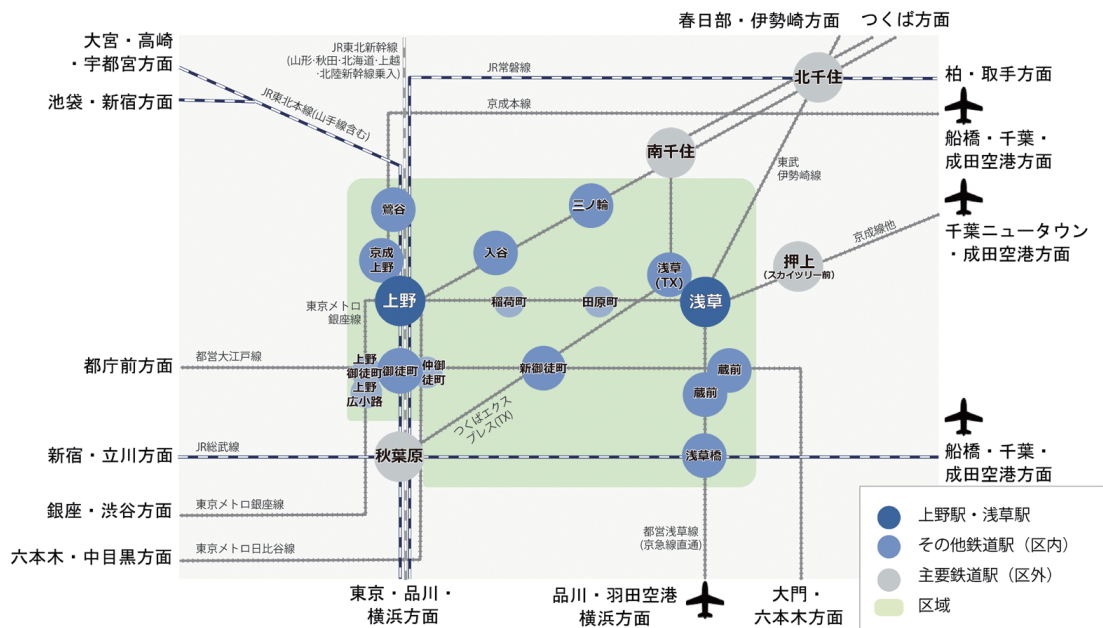 春日部・伊勢崎方面
つくば方面
大宮・高崎
・宇都宮方面
池袋・新宿方面
JR東北新幹線
(山形・秋田・北海道・上越
・北陸新幹線乗入)
JR東北本線(山手線含む)
JR常磐線
北千住
柏・取手方面
京成本線
船橋・千葉・
成田空港方面
南千住
東武
伊勢崎線
千葉ニュータウン
・成田空港方面
京成線他
押上
(スカイツリー前)
鶯谷
三ノ輪
京成
上野
入谷
浅草
(TX)
上野
稲荷町
田原町
浅草
東京メトロ
銀座線
都庁前方面
都営大江戸線
上野
御徒町
御徒町
仲御
徒町
新御徒町
蔵前
上野
広小路
蔵前
つくばエクス
プレス(TX)
新宿・立川方面
JR総武線
秋葉原
浅草橋
船橋・千葉・
成田空港方面
銀座・渋谷方面
東京メトロ銀座線
六本木・中目黒方面
東京メトロ日比谷線
都営浅草線
(京急線直通)
東京・品川・
横浜方面
品川・羽田空港
横浜方面
大門・
六本木方面
上野駅・浅草駅
その他鉄道駅（区内）
主要鉄道駅（区外）
区域